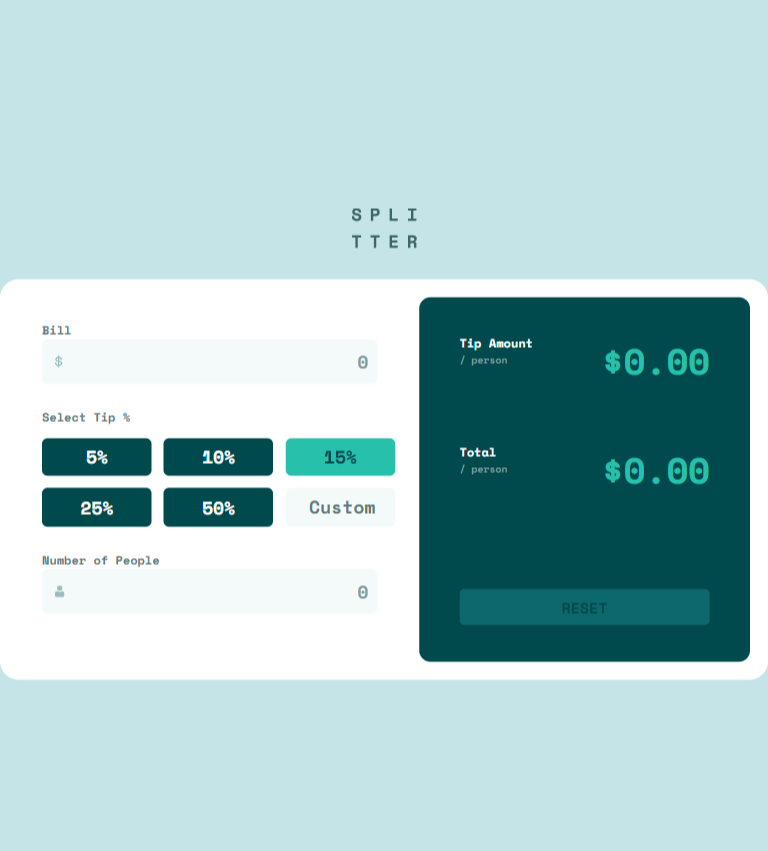 SPLI
TTER
Bill
$ 0
Select Tip %
5% 10% 15%
25% 50% Custom
Number of People
0
Tip Amount
/ person
$0.00
Total
/ person
$0.00
RESET